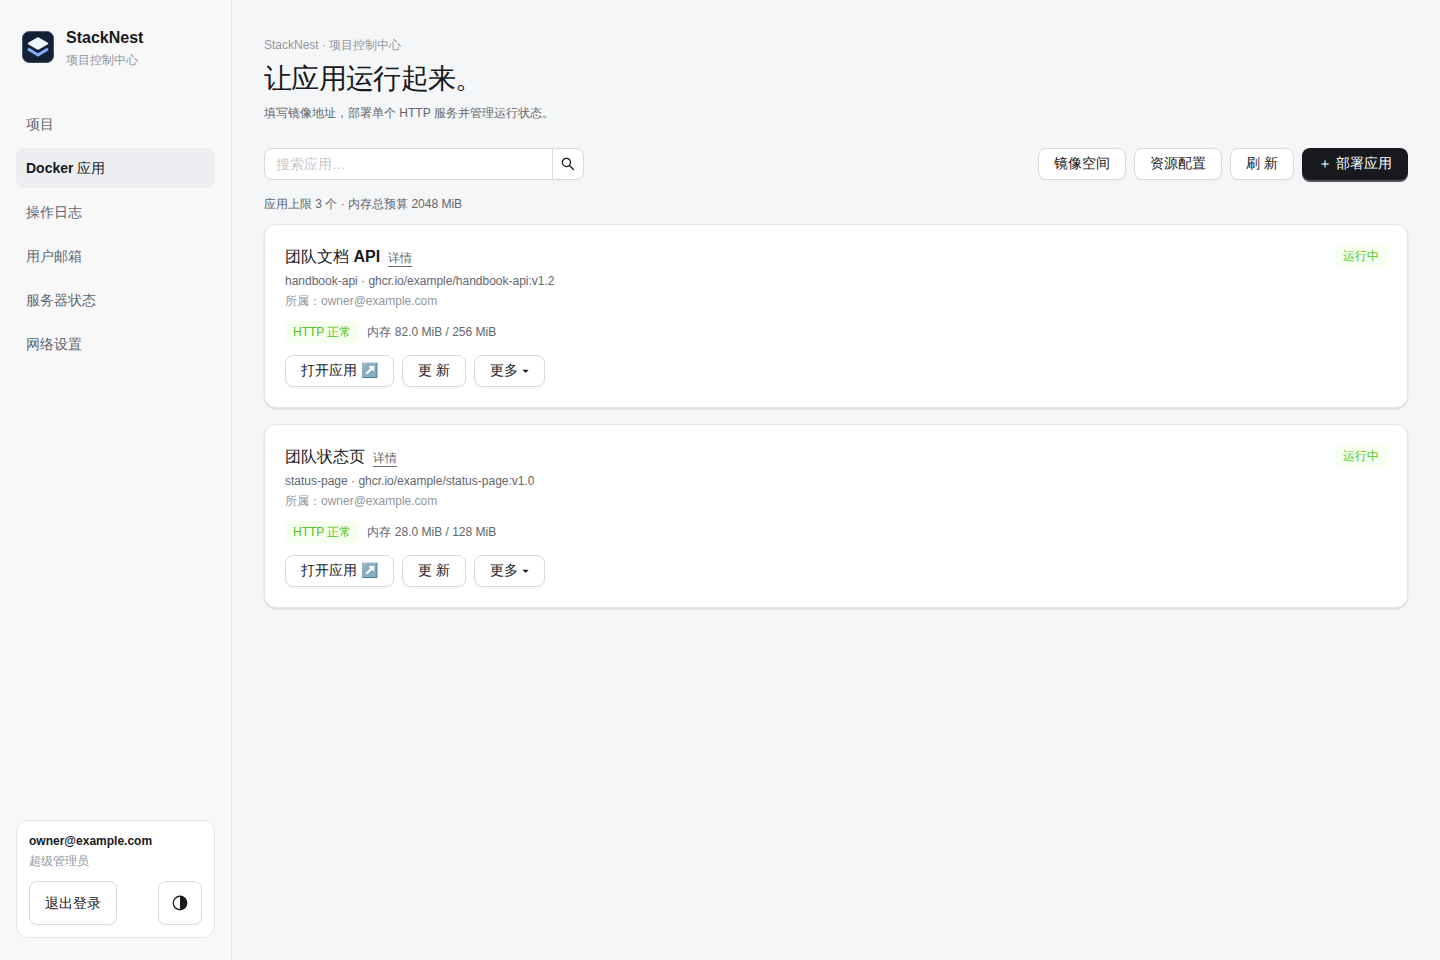 StackNest
项目控制中心
项目
Docker 应用
操作日志
用户邮箱
服务器状态
网络设置
owner@example.com
超级管理员
退出登录
StackNest · 项目控制中心
让应用运行起来。
填写镜像地址，部署单个 HTTP 服务并管理运行状态。
搜索应用…
镜像空间 资源配置 刷 新 ＋ 部署应用
应用上限 3 个 · 内存总预算 2048 MiB
团队文档 API 详情 运行中
handbook-api · ghcr.io/example/handbook-api:v1.2
所属：owner@example.com
HTTP 正常 内存 82.0 MiB / 256 MiB
打开应用 ↗️ 更 新 更多
团队状态页 详情 运行中
status-page · ghcr.io/example/status-page:v1.0
所属：owner@example.com
HTTP 正常 内存 28.0 MiB / 128 MiB
打开应用 ↗️ 更 新 更多